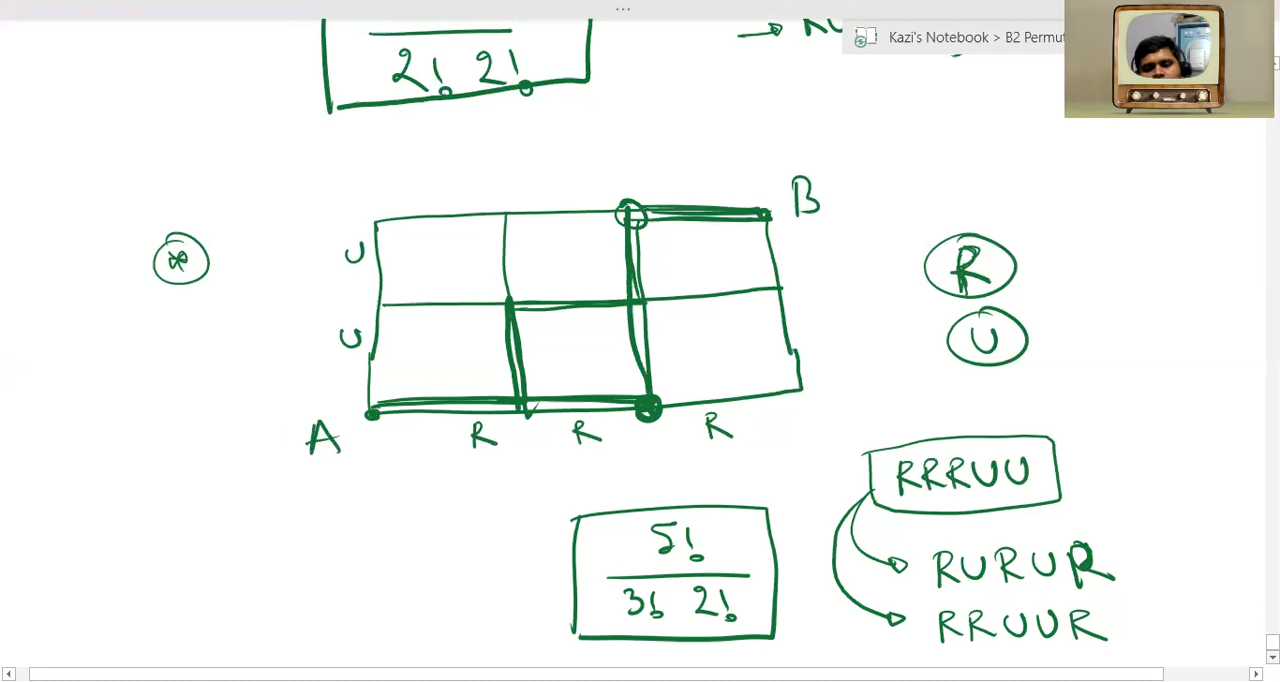 ...
2! 2!
Kazi's Notebook > B2 Permut
B
U
R
U
U
A
R R R
RRRUU
5!
3! 2!
RURUR
RRUUR